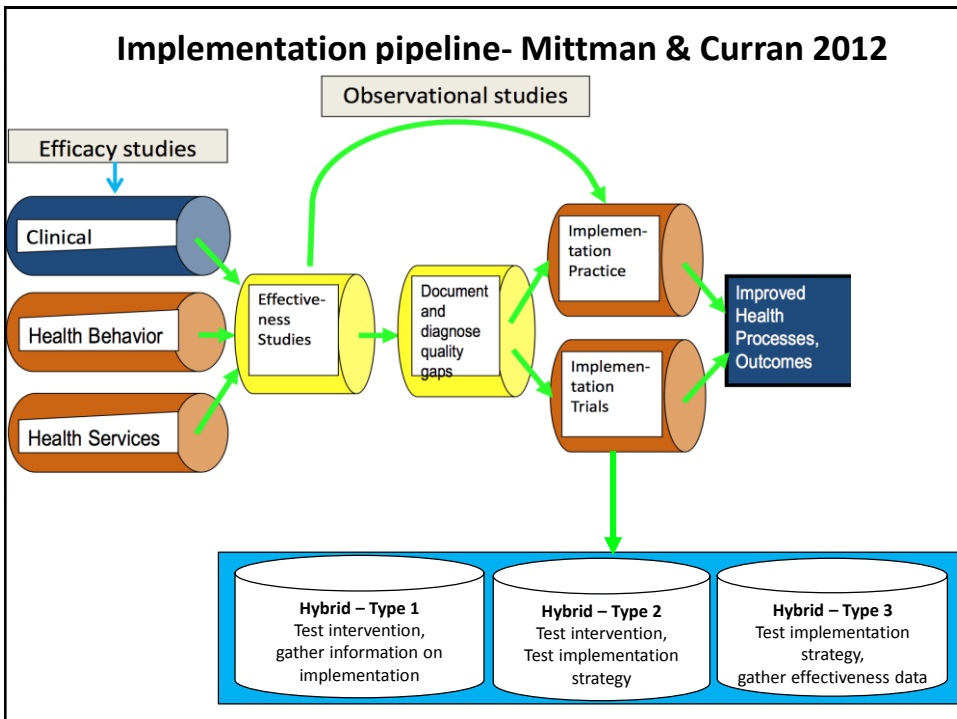 Implementation pipeline- Mittman & Curran 2012
Observational studies
Efficacy studies
Clinical
Health Behavior
Health Services
Effective-
ness
Studies
Document
and
diagnose
quality
gaps
Implemen-
tation
Practice
Implemen-
tation
Trials
Improved
Health
Processes,
Outcomes
Hybrid – Type 1
Test intervention,
gather information on
implementation
Hybrid – Type 2
Test intervention,
Test implementation
strategy
Hybrid – Type 3
Test implementation
strategy,
gather effectiveness data